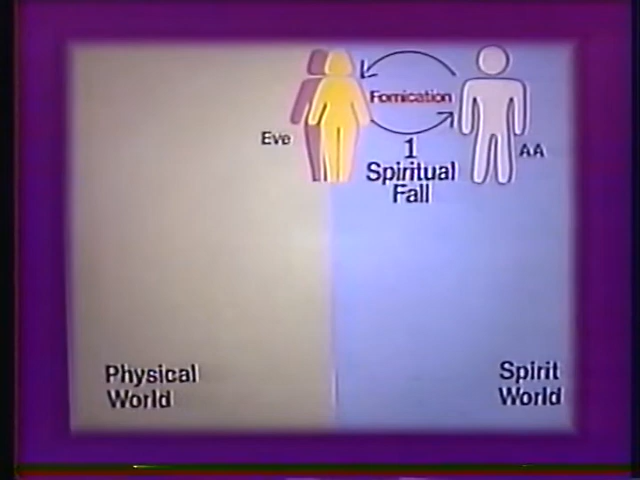 Fornication
Eve
1
AA
Spiritual
Fall
Physical
World
Spirit
World